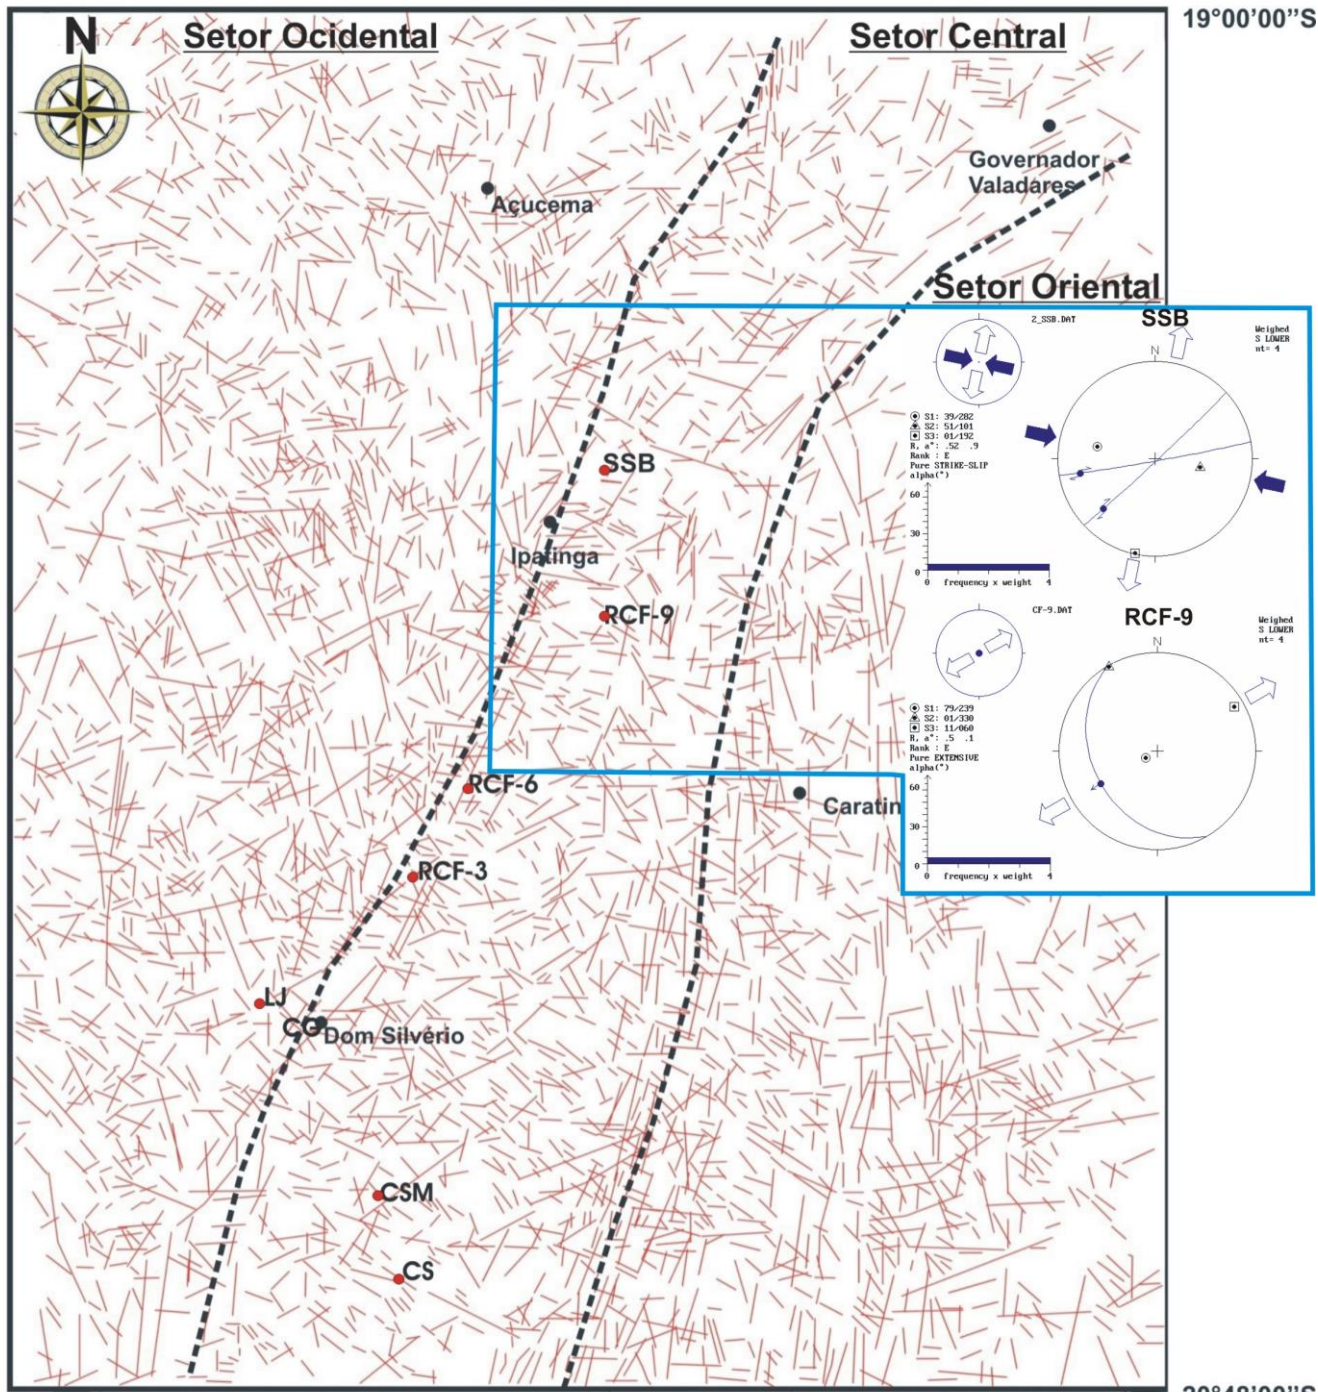 19°00'00"S
N
Setor Ocidental
Setor Central
Governador
Valadares
Açucema
Setor Oriental
2_SSB.DAT
SSB
Weighed
S LOWER
nt= 4
N
S1: 39/282
S2: 51/101
S3: 01/192
R, a°: .52 .9
Rank : E
Pure STRIKE-SLIP
alpha(°)
60
30
0
0
4
frequency x weight
SSB
Ipatinga
RCF-9
CF-9.DAT
RCF-9
Weighed
S LOWER
nt= 4
N
S1: 79/239
S2: 01/330
S3: 11/060
R, a°: .5 .1
Rank : E
Pure EXTENSIVE
alpha(°)
60
30
0
0
4
frequency x weight
RCF-6
Caratin
RCF-3
LJ
CG
Dom Silvério
CSM
CS